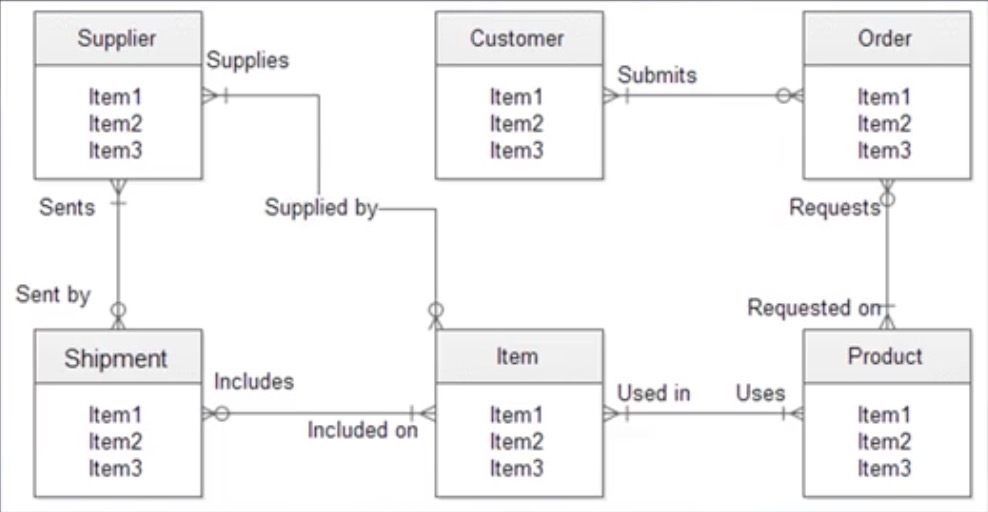 Supplier
Item1
Item2
Item3
Supplies
Customer
Item1
Item2
Item3
Submits
Order
Item1
Item2
Item3
Sents
Supplied by
Requests
Sent by
Requested on
Shipment
Item1
Item2
Item3
Includes
Included on
Item
Item1
Item2
Item3
Used in
Uses
Product
Item1
Item2
Item3